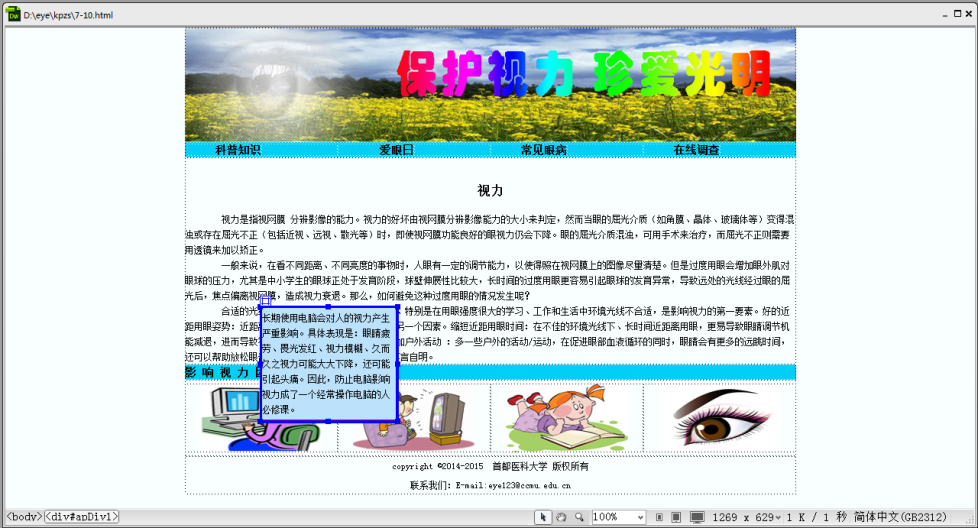 D:\eye\kpzs\7-10.html
保护视力 珍爱光明
科普知识 爱眼日 常见眼病 在线调查
视力
视力是指视网膜 分辨影像的能力。视力的好坏由视网膜分辨影像能力的大小来判定，然而当眼的屈光介质（如角膜、晶体、玻璃体等）变得混
浊或存在屈光不正（包括近视、远视、散光等）时，即使视网膜功能良好的眼视力仍会下降。眼的屈光介质混浊，可用手术来治疗，而屈光不正则需要
用透镜来加以矫正。
一般来说，在看不同距离、不同亮度的事物时，人眼有一定的调节能力，以使得照在视网膜上的图像尽量清楚。但是过度用眼会增加眼外肌对
眼球的压力，尤其是中小学生的眼球正处于发育阶段，球壁伸展性比较大，长时间的过度用眼更容易引起眼球的发育异常，导致远处的光线经过眼的屈
光后，焦点偏离视网膜，造成视力衰退。那么，如何避免这种过度用眼的情况发生呢？
合适的光 特别是在用眼强度很大的学习、工作和生活中环境光线不合适，是影响视力的第一要素。好的近
距用眼姿势：近距 另一个因素。缩短近距用眼时间：在不佳的环境光线下、长时间近距离用眼，更易导致眼睛调节机
能减退，进而导致 加户外活动 ：多一些户外的活动/运动，在促进眼部血液循环的同时，眼睛会有更多的远眺时间，
还可以帮助放松眼 言自明。
长期使用电脑会对人的视力产生
严重影响。具体表现是：眼睛疲
劳、畏光发红、视力模糊、久而
久之视力可能大大下降，还可能
引起头痛。因此，防止电脑影响
视力成了一个经常操作电脑的人
必修课。
影 响 视 力
copyright ©2014-2015 首都医科大学 版权所有
联系我们：E-mail:eye123@ccmu.edu.cn
<body> <div#apDiv1> 100% 1269 x 629 1 K / 1 秒 简体中文(GB2312)